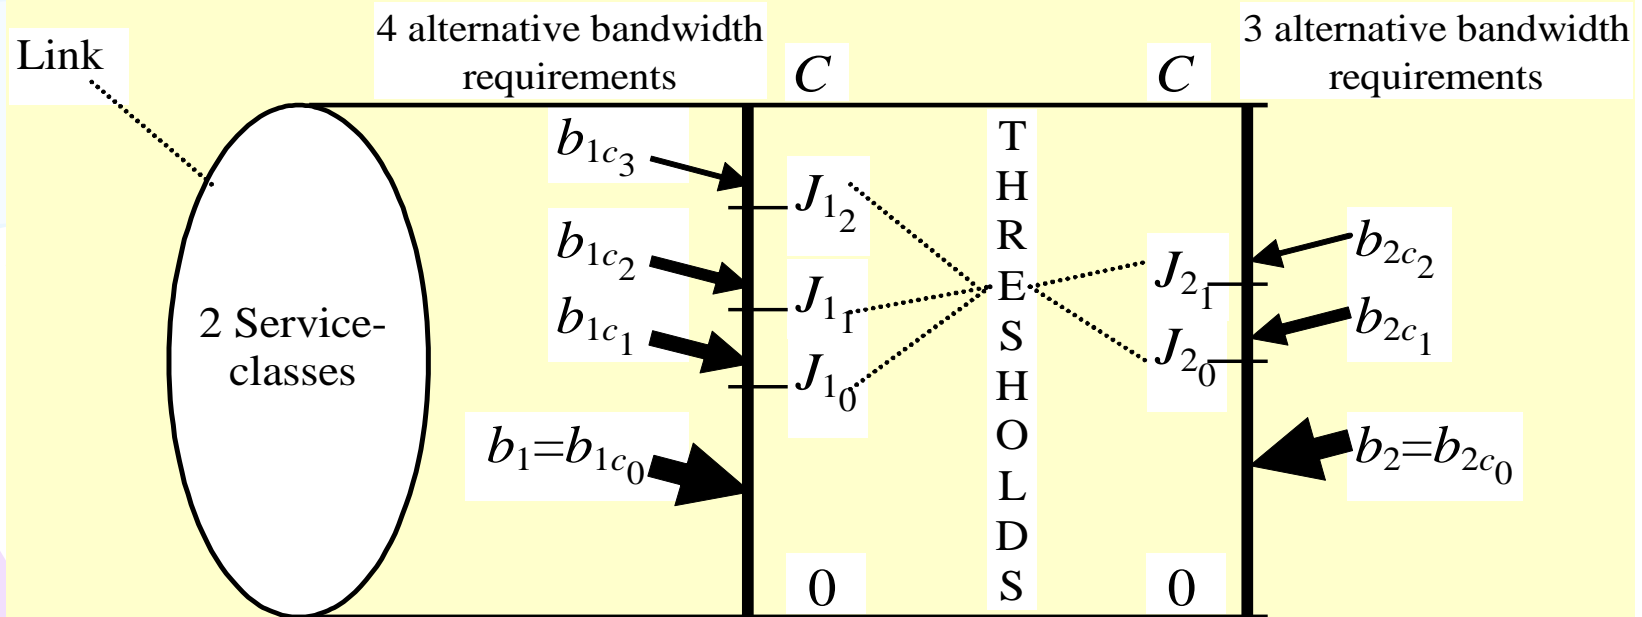 Link
4 alternative bandwidth
requirements
C
C
3 alternative bandwidth
requirements
b1c3
J12
b1c2
J11
b1c1
J10
b1=b1c0
0
T
H
R
E
S
H
O
L
D
S
2 Service-
classes
J21
J20
0
b2c2
b2c1
b2=b2c0